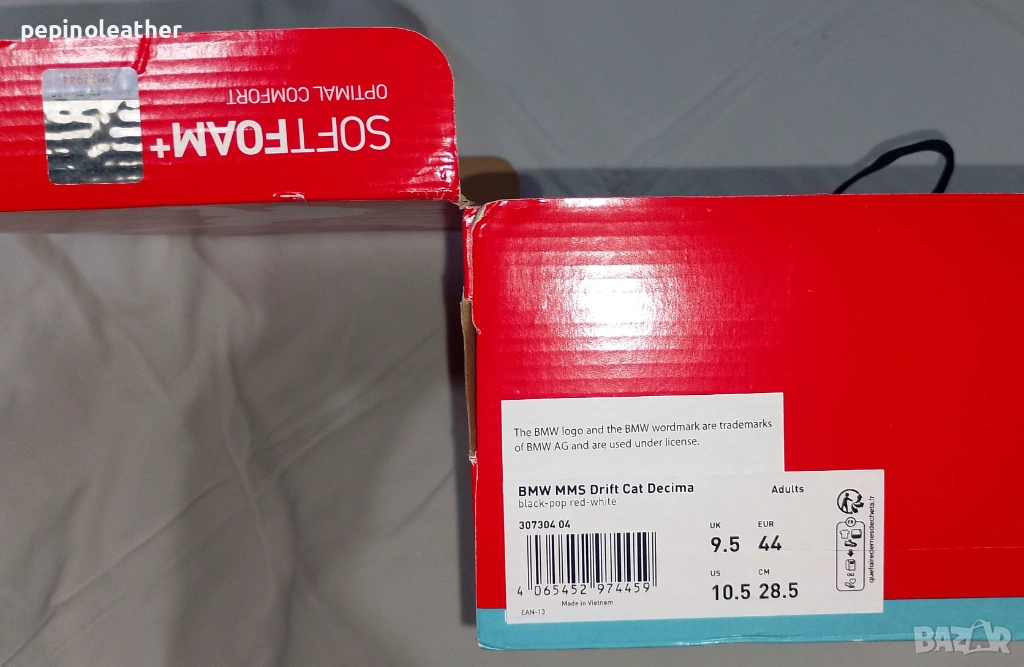 pepinoleather
SOFTFOAM+
OPTIMAL COMFORT
3022944
The BMW logo and the BMW wordmark are trademarks
of BMW AG and are used under license.
BMW MMS Drift Cat Decima
Adults
black-pop red-white
307304 04
UK
EUR
9.5
44
US
CM
10.5
28.5
4 065452 974459
Made in Vietnam
EAN-13
FR
quefairedemesdechets.fr
BAZAR